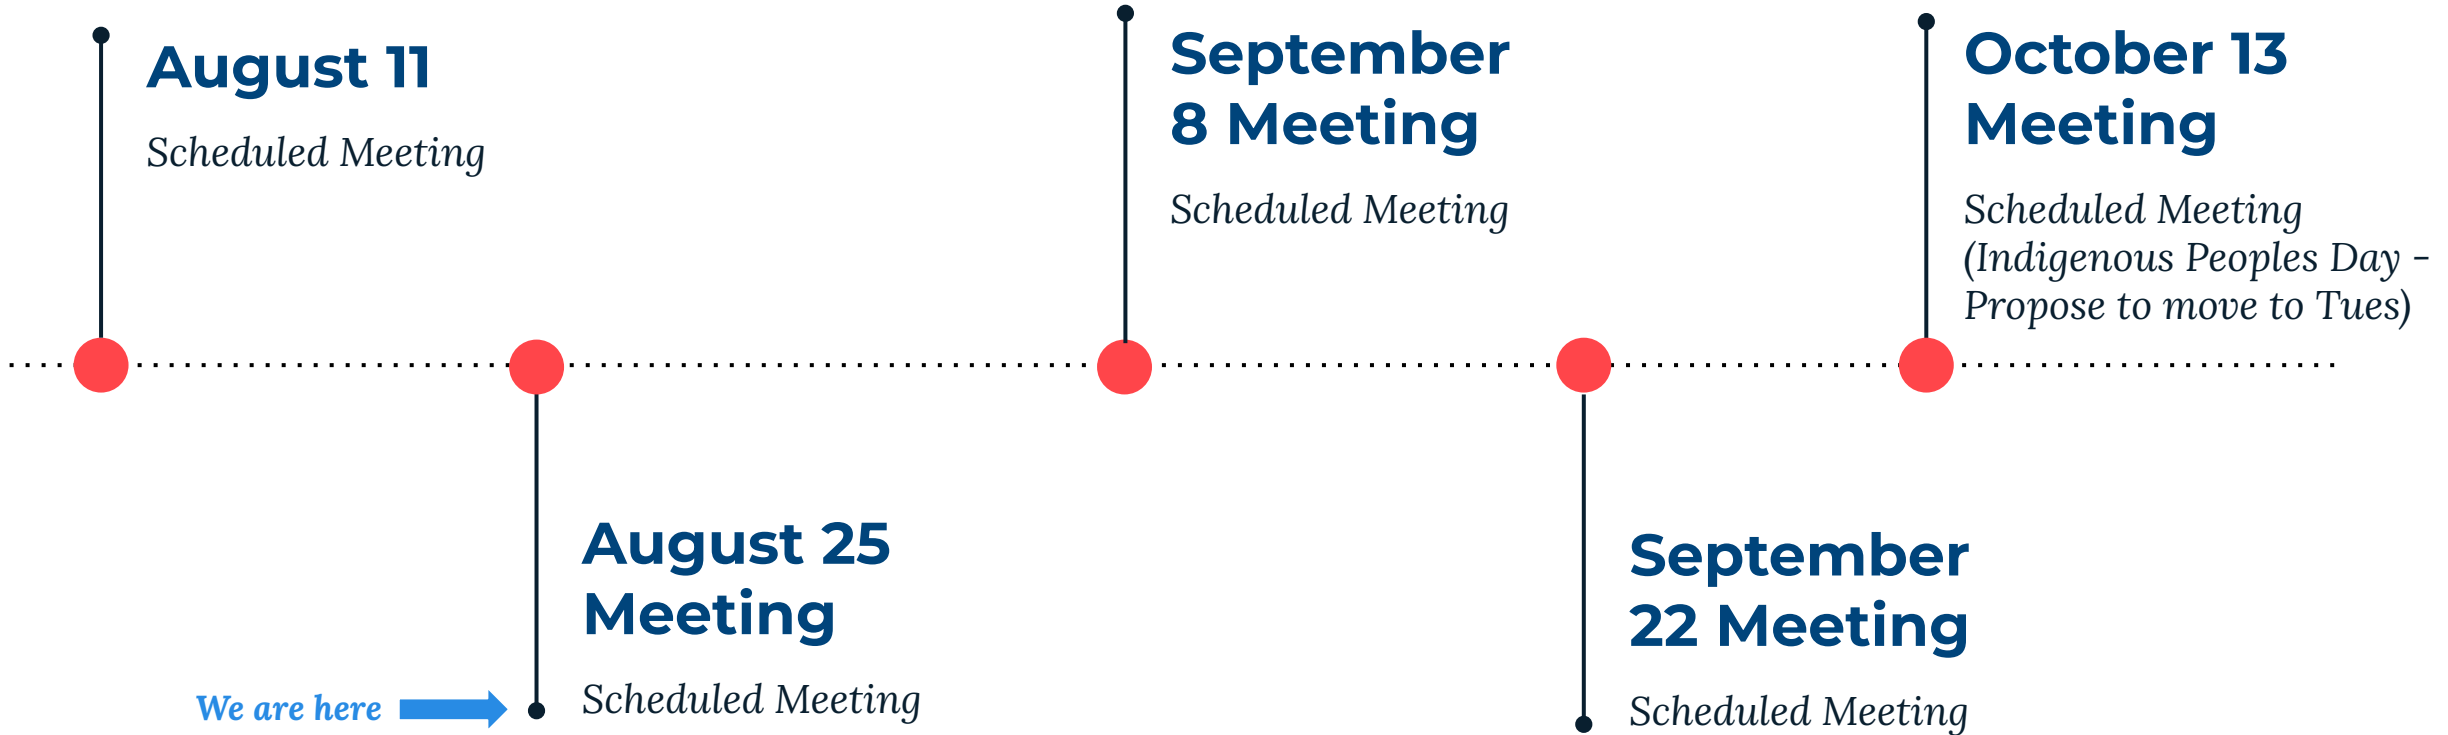 August 11
Scheduled Meeting
August 25
Meeting
Scheduled Meeting
We are here
September
8 Meeting
Scheduled Meeting
September
22 Meeting
Scheduled Meeting
October 13
Meeting
Scheduled Meeting
(Indigenous Peoples Day -
Propose to move to Tues)